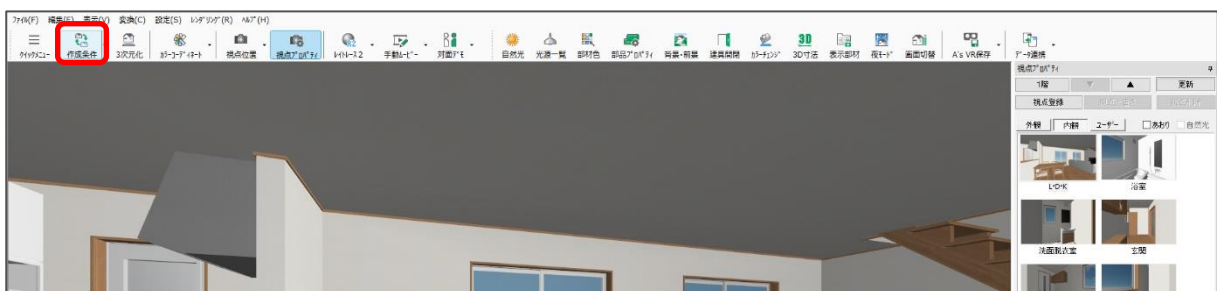 ファイル(F) 編集(E) 表示(V) 変換(C) 設定(S) レンダリング(R) ヘルプ(H)
クイックメニュー 作成条件 3次元化 カラーコーディネート 視点位置 視点プロパティ レイトレース2 手動ムービー 対面デモ 自然光 光源一覧 部材色 部品プロパティ 背景・前景 建具開閉 カラーチェンジ 3D寸法 表示部材 夜モード 画面切替 A's VR保存 データ連携
3D
視点プロパティ
1階 ▼ ▲ 更新
視点登録
外観 内観 ユーザー あおり 自然光
L・D・K 浴室
洗面脱衣室 玄関